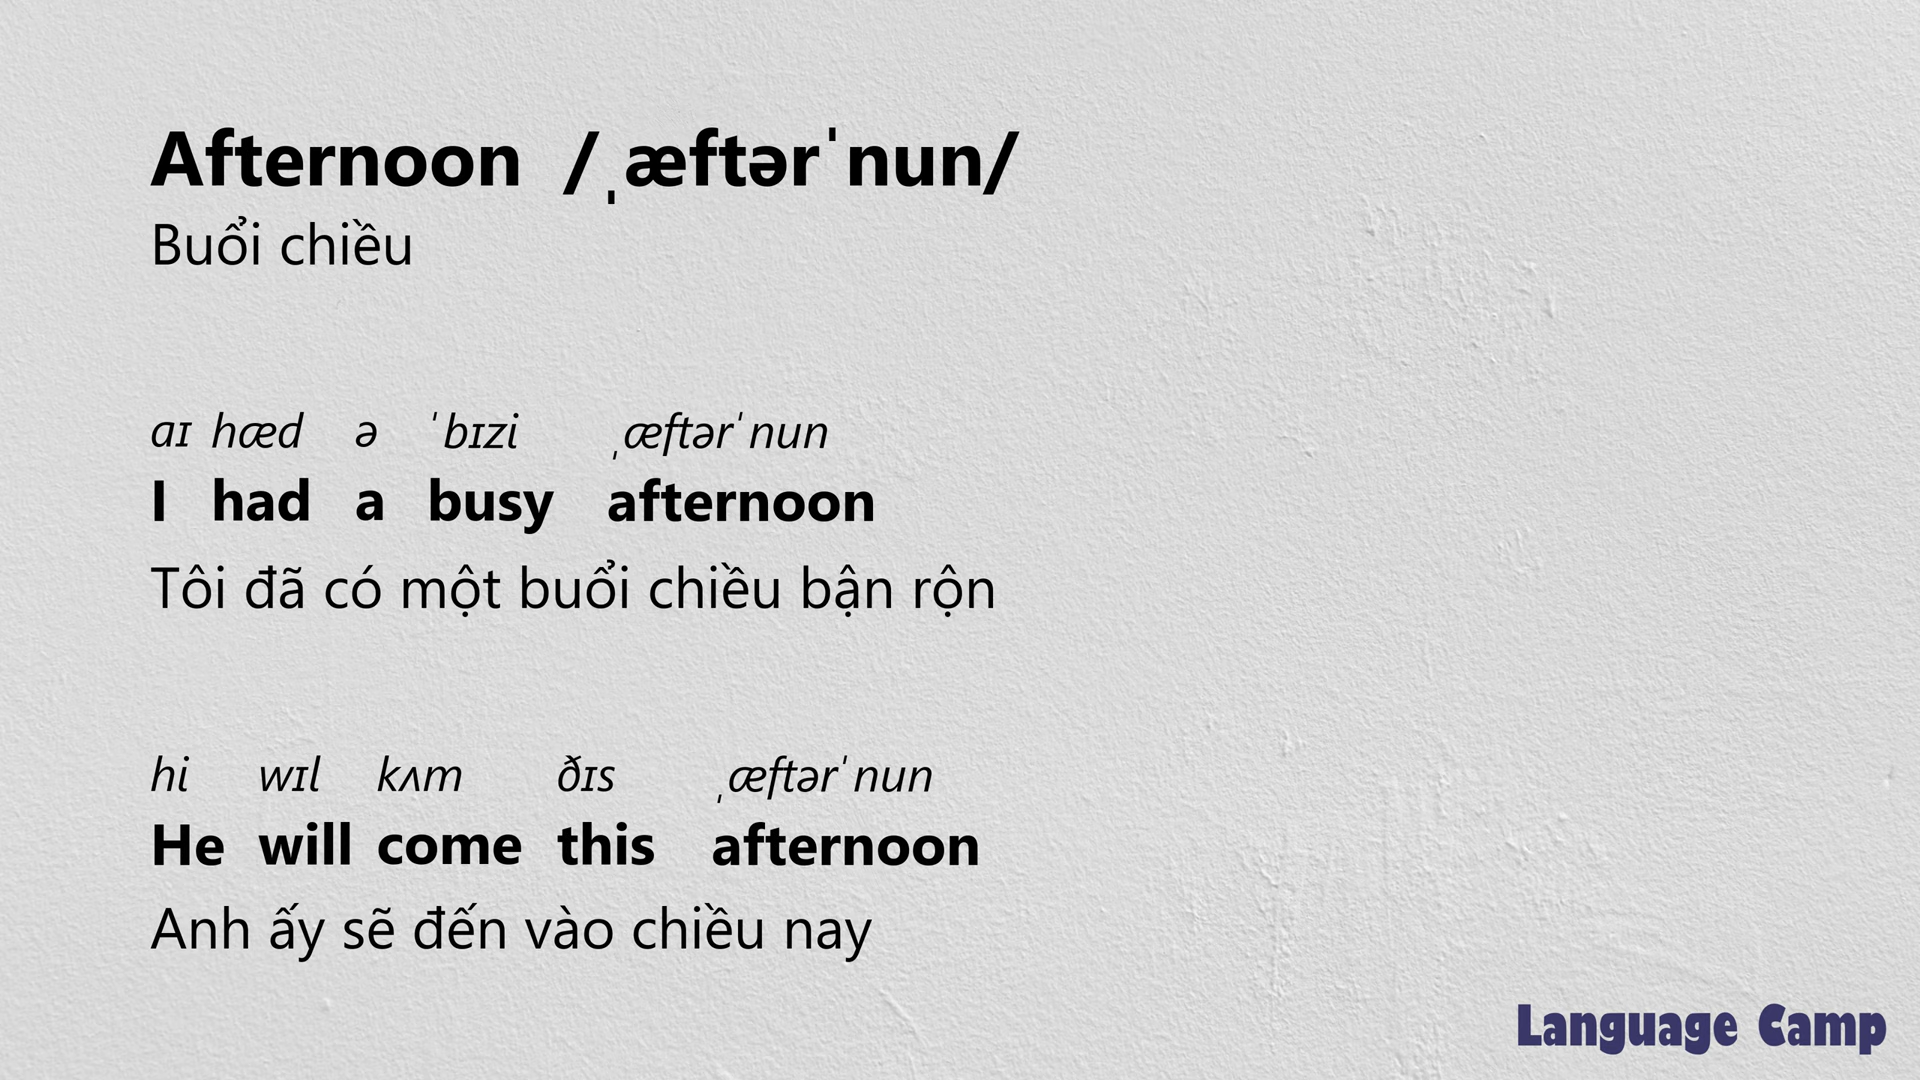 Afternoon /ˌæftərˈnun/
Buổi chiều
aɪ hæd ə ˈbɪzi ˌæftərˈnun
I had a busy afternoon
Tôi đã có một buổi chiều bận rộn
hi wɪl kʌm ðɪs ˌæftərˈnun
He will come this afternoon
Anh ấy sẽ đến vào chiều nay
Language Camp